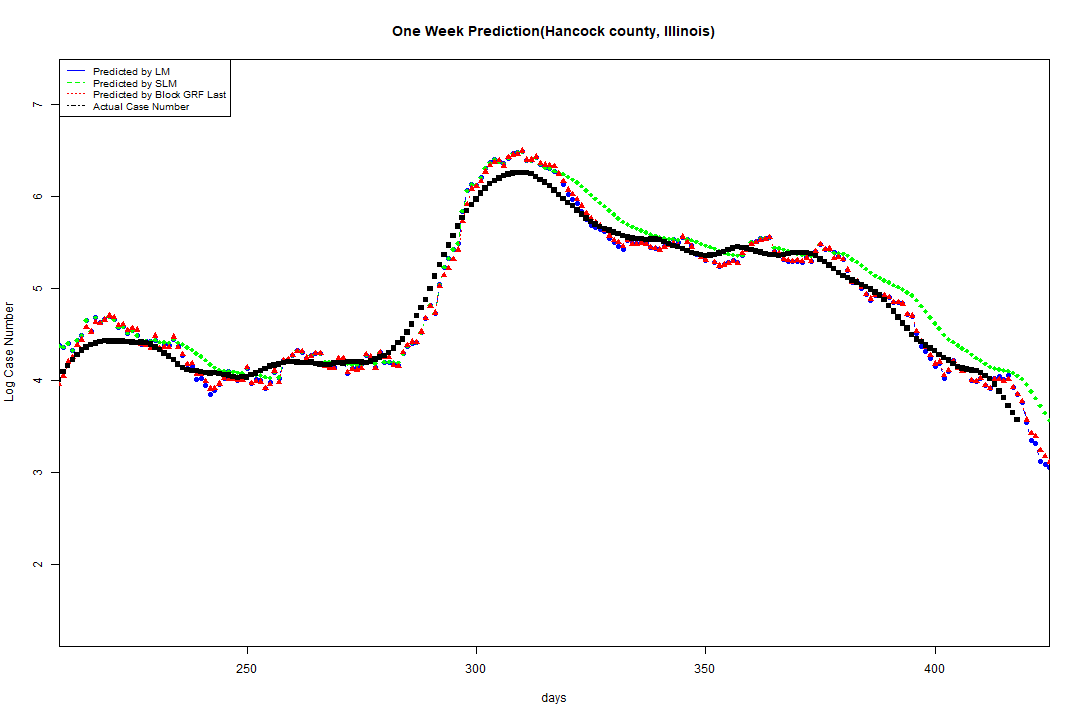 One Week Prediction(Hancock county, Illinois)
Predicted by LM
Predicted by SLM
Predicted by Block GRF Last
Actual Case Number
7
6
5
4
3
2
Log Case Number
250
300
350
400
days